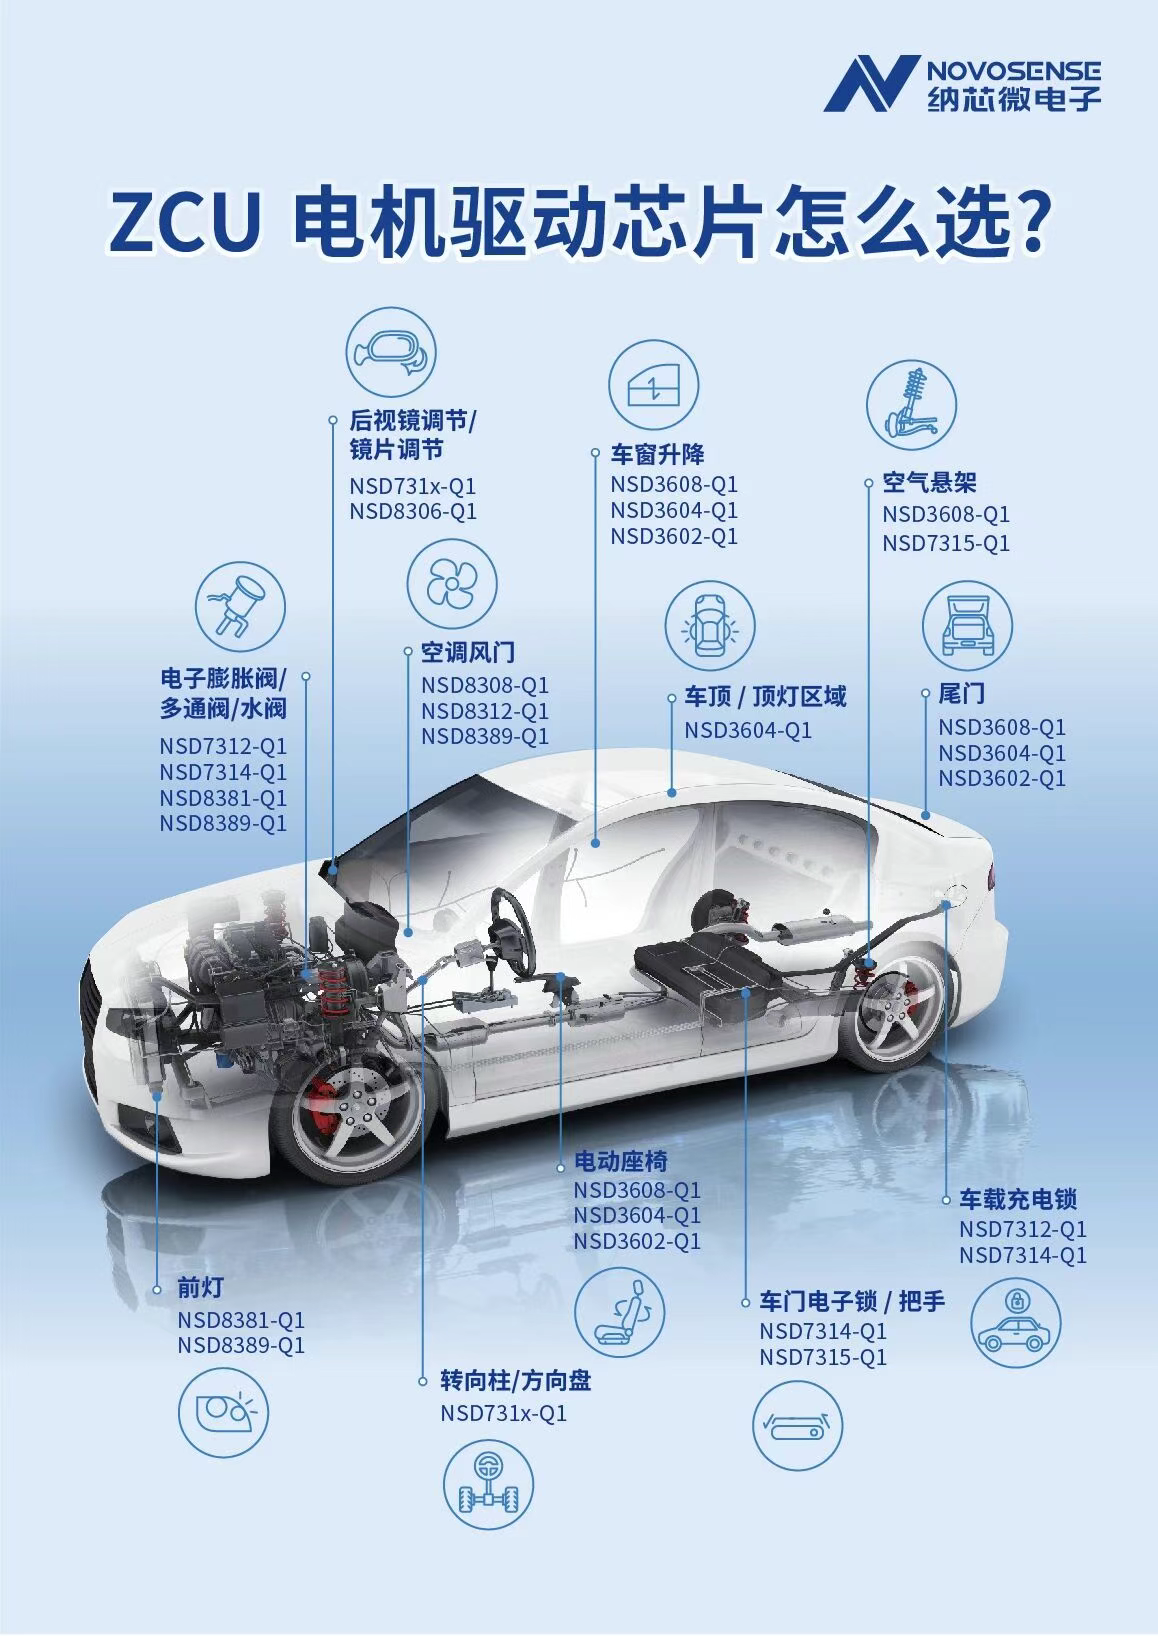 NOVOSENSE
纳芯微电子
ZCU 电机驱动芯片怎么选?
后视镜调节/
镜片调节
NSD731x-Q1
NSD8306-Q1
车窗升降
NSD3608-Q1
NSD3604-Q1
NSD3602-Q1
空气悬架
NSD3608-Q1
NSD7315-Q1
电子膨胀阀/
多通阀/水阀
NSD7312-Q1
NSD7314-Q1
NSD8381-Q1
NSD8389-Q1
空调风门
NSD8308-Q1
NSD8312-Q1
NSD8389-Q1
车顶 / 顶灯区域
NSD3604-Q1
尾门
NSD3608-Q1
NSD3604-Q1
NSD3602-Q1
电动座椅
NSD3608-Q1
NSD3604-Q1
NSD3602-Q1
车载充电锁
NSD7312-Q1
NSD7314-Q1
前灯
NSD8381-Q1
NSD8389-Q1
车门电子锁 / 把手
NSD7314-Q1
NSD7315-Q1
转向柱/方向盘
NSD731x-Q1